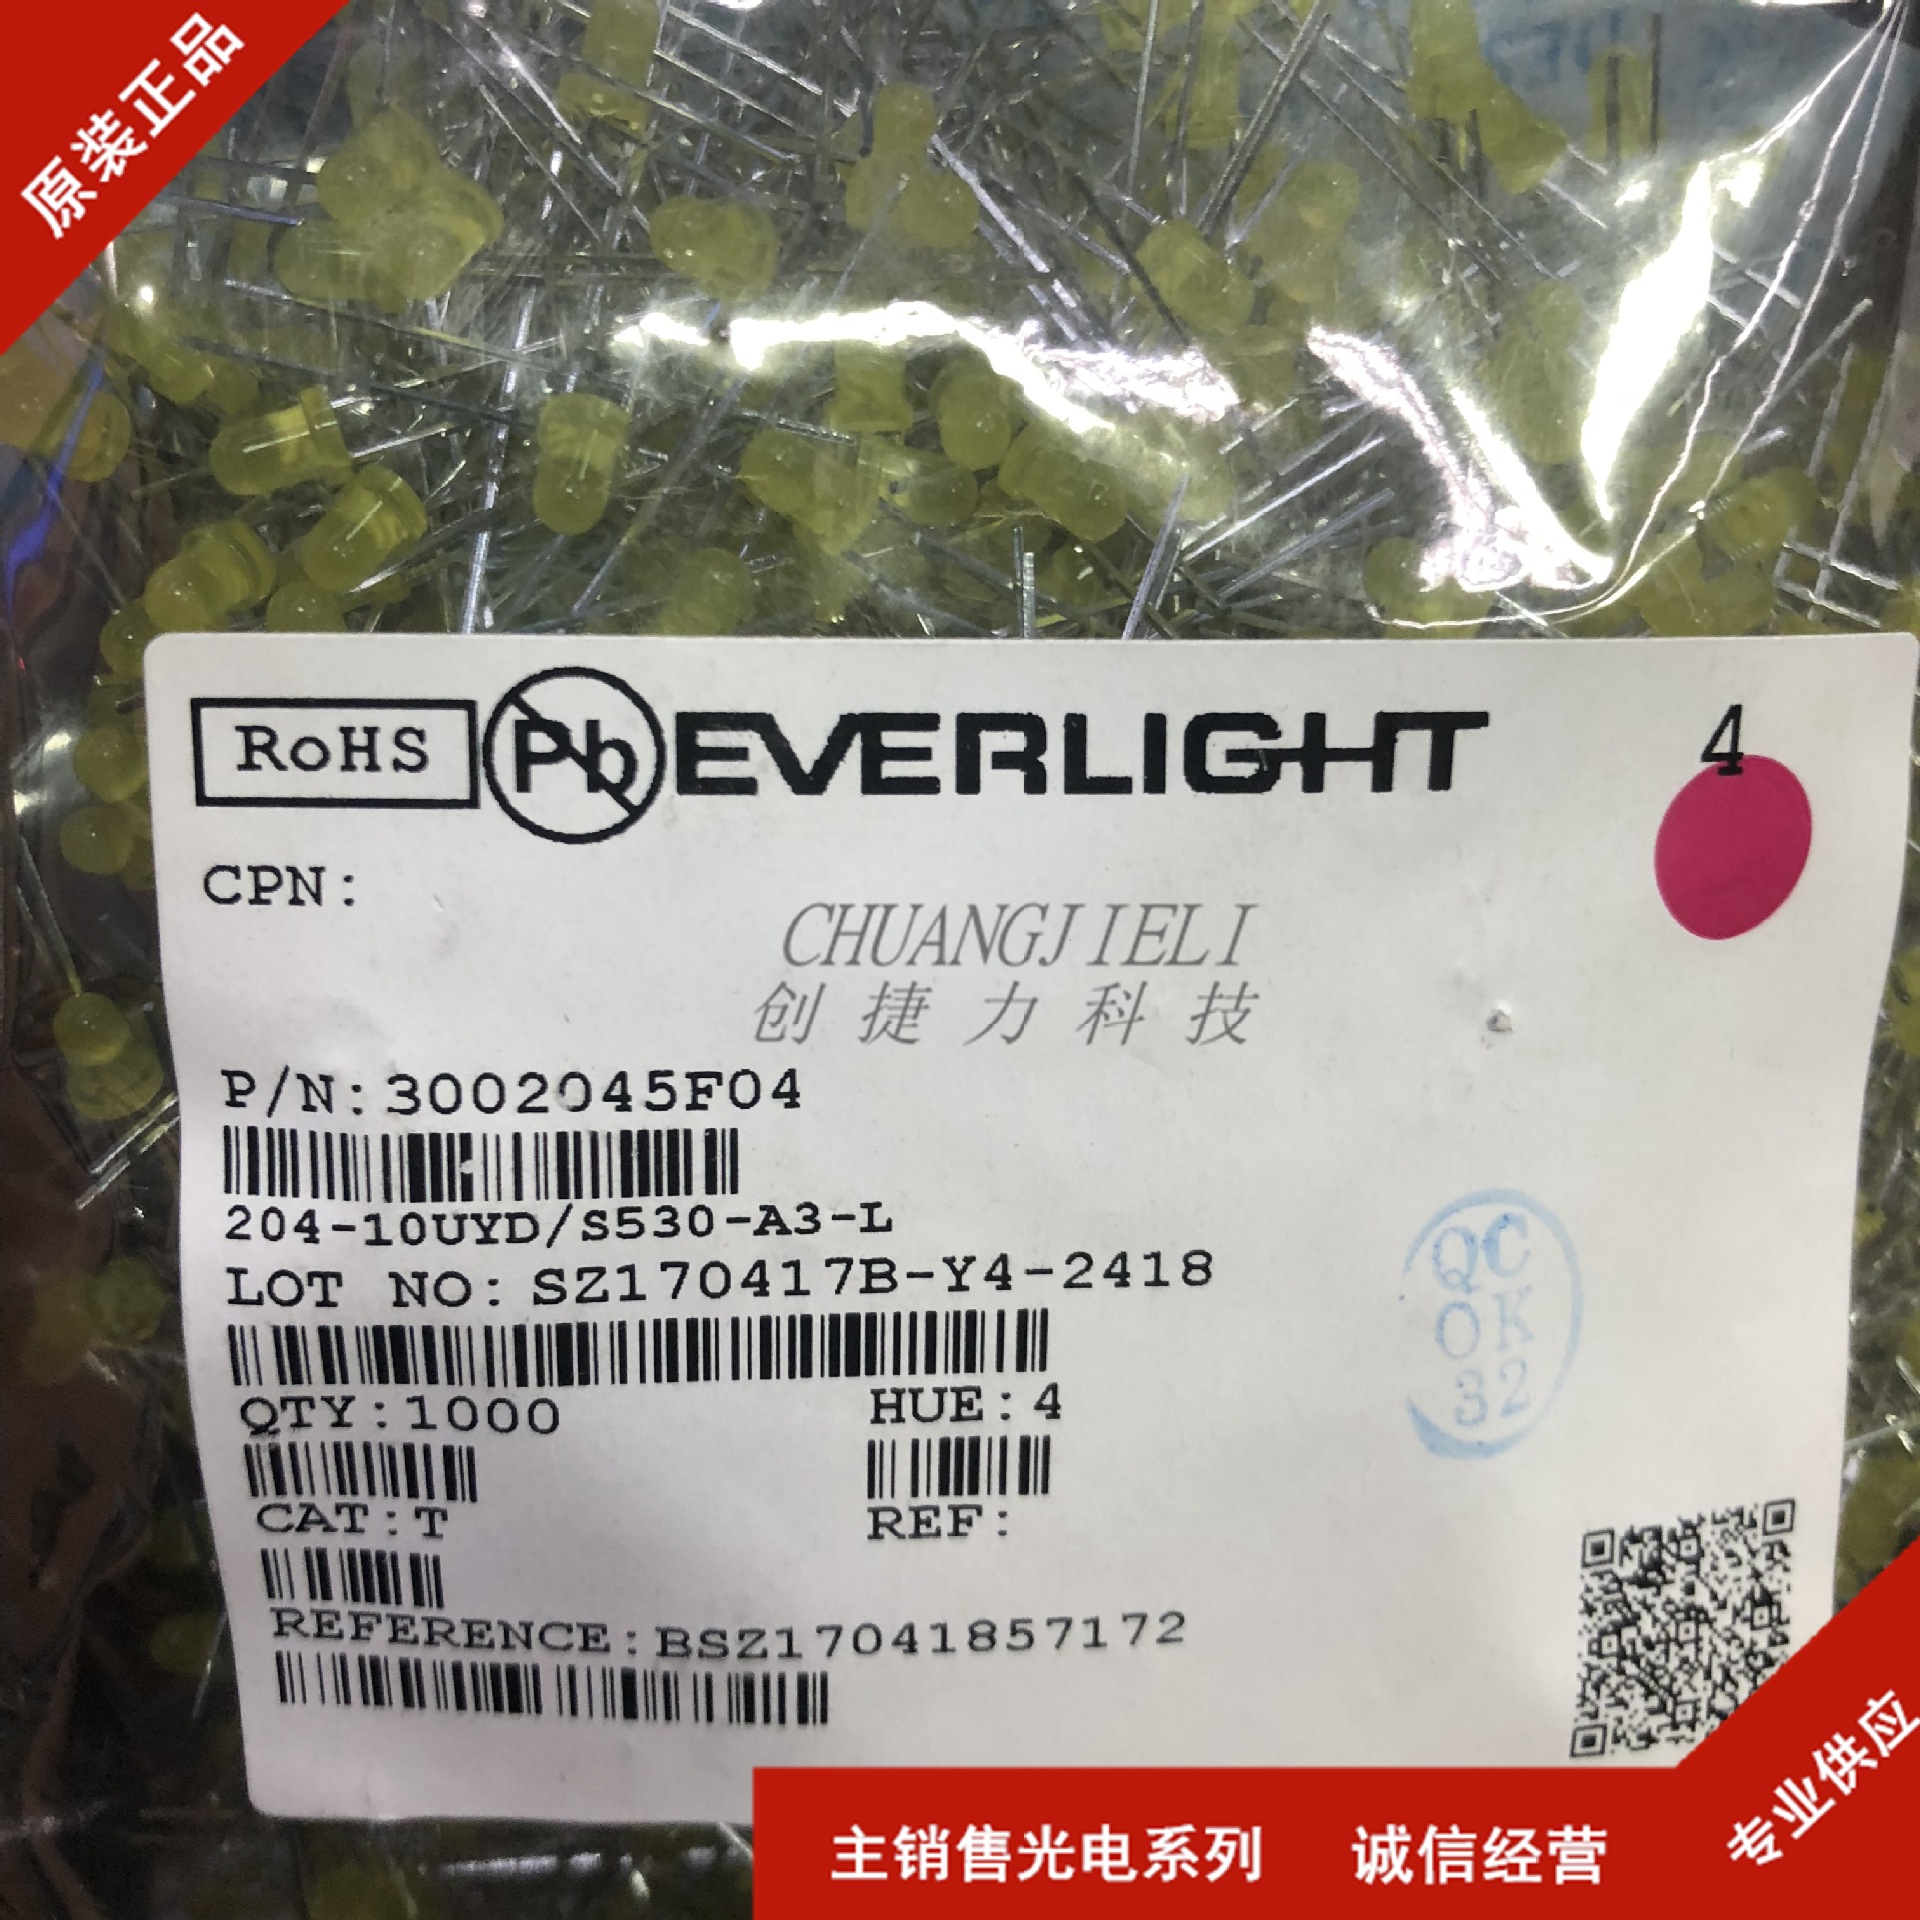 原装正品
RoHS Pb EVERLIGHT 4
CPN:
CHUANGJIELI
创捷力科技
P/N:3002045F04
204-10UYD/S530-A3-L
LOT NO: SZ170417B-Y4-2418
QTY:1000 HUE:4
CAT:T REF:
REFERENCE:BSZ17041857172
QC
OK
32
主销售光电系列 诚信经营
专业供应